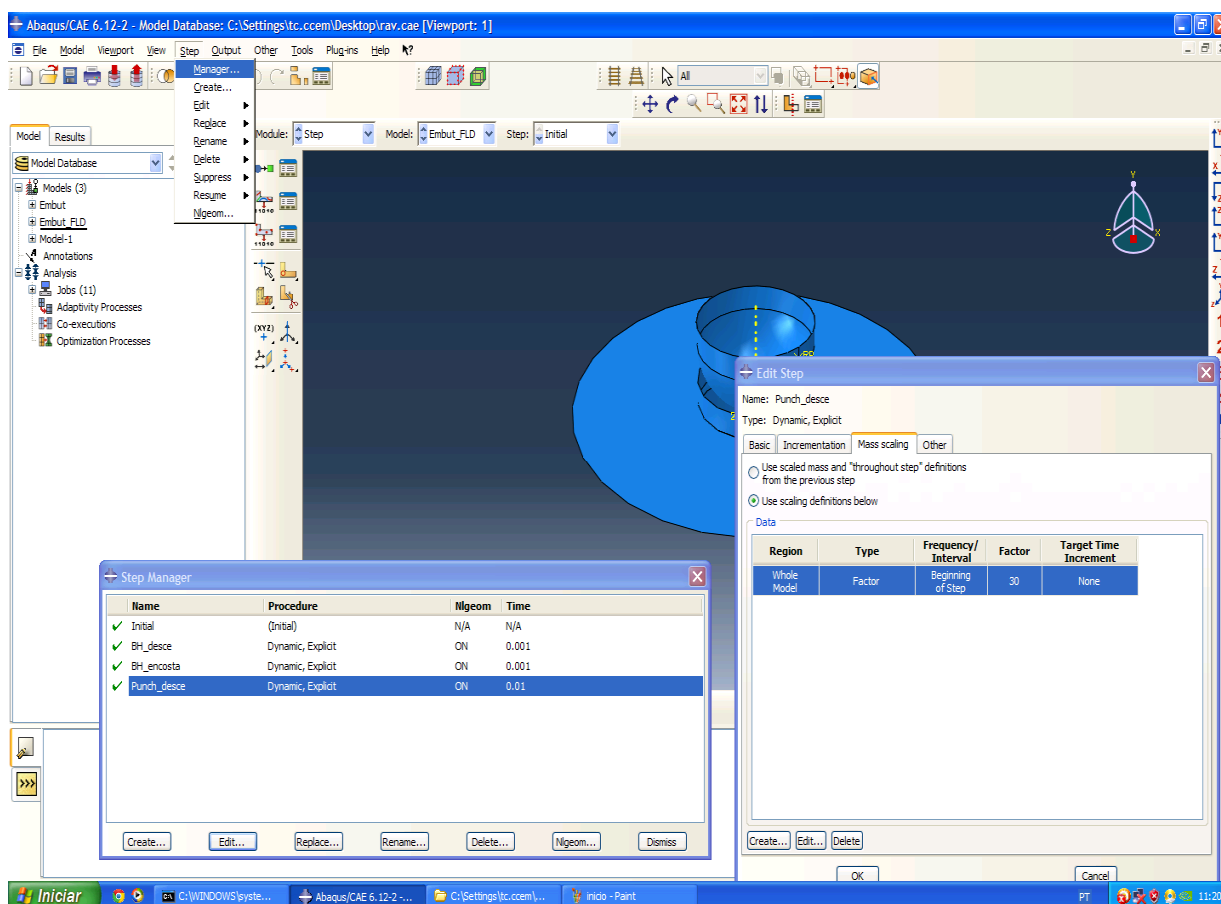 Abaqus/CAE 6.12-2 - Model Database: C:\Settings\tc.ccem\Desktop\rav.cae [Viewport: 1]
File Model Viewport View Step Output Other Tools Plug-ins Help
Manager...
Create...
Edit
Replace
Rename
Delete
Suppress
Resume
Nlgeom...
All
Model Results
Module: Step Model: Embut_FLD Step: Initial
Model Database
Models (3)
Embut
Embut_FLD
Model-1
Annotations
Analysis
Jobs (11)
Adaptivity Processes
Co-executions
Optimization Processes
(XYZ)
Y
Z X
RP
Edit Step
Name: Punch_desce
Type: Dynamic, Explicit
Basic Incrementation Mass scaling Other
Use scaled mass and "throughout step" definitions
from the previous step
Use scaling definitions below
Data
Region Type Frequency/ Interval Factor Target Time Increment
Whole Model Factor Beginning of Step 30 None
Create... Edit... Delete
OK Cancel
Step Manager
Name Procedure Nlgeom Time
Initial (Initial) N/A N/A
BH_desce Dynamic, Explicit ON 0.001
BH_encosta Dynamic, Explicit ON 0.001
Punch_desce Dynamic, Explicit ON 0.01
Create... Edit... Replace... Rename... Delete... Nlgeom... Dismiss
>>>
Iniciar C:\WINDOWS\syste... Abaqus/CAE 6.12-2 -... C:\Settings\tc.ccem\... inicio - Paint PT 11:20